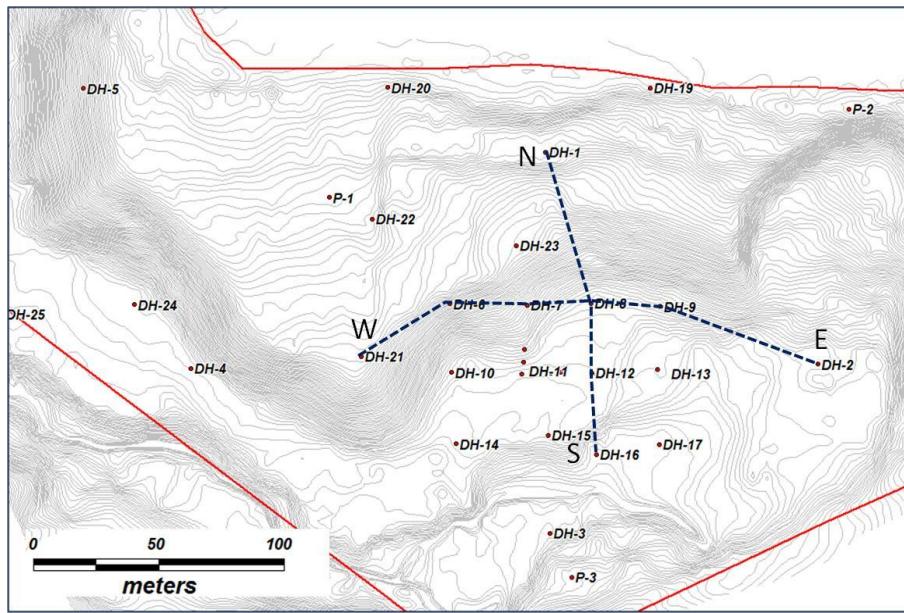 DH-5
DH-20
DH-19
P-2
N
DH-1
P-1
DH-22
DH-23
DH-24
DH-6
DH-7
DH-8
DH-9
DH-25
W
E
DH-21
DH-2
DH-4
DH-10
DH-11
DH-12
DH-13
DH-14
DH-15
S
DH-16
DH-17
DH-3
0 50 100
meters
P-3